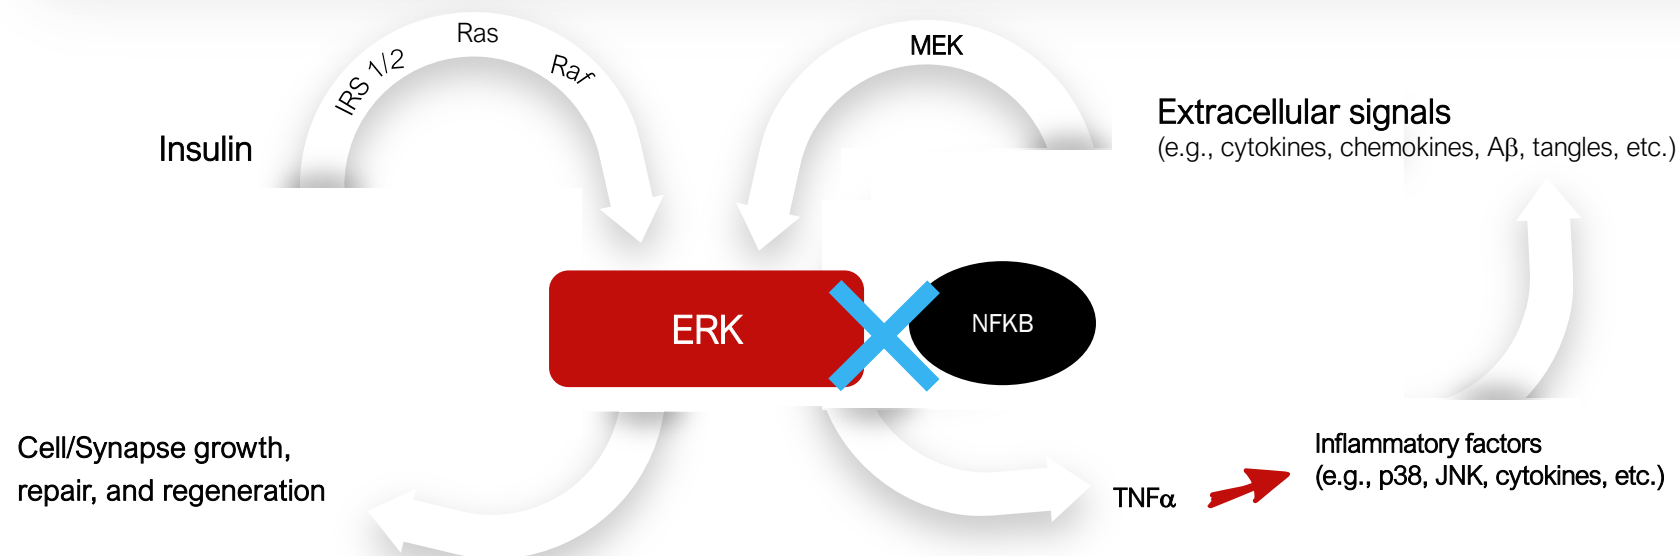 Ras
IRS 1/2
Raf
MEK
Insulin
Extracellular signals
(e.g., cytokines, chemokines, Aβ, tangles, etc.)
ERK
NFKB
Cell/Synapse growth,
repair, and regeneration
TNFα
Inflammatory factors
(e.g., p38, JNK, cytokines, etc.)